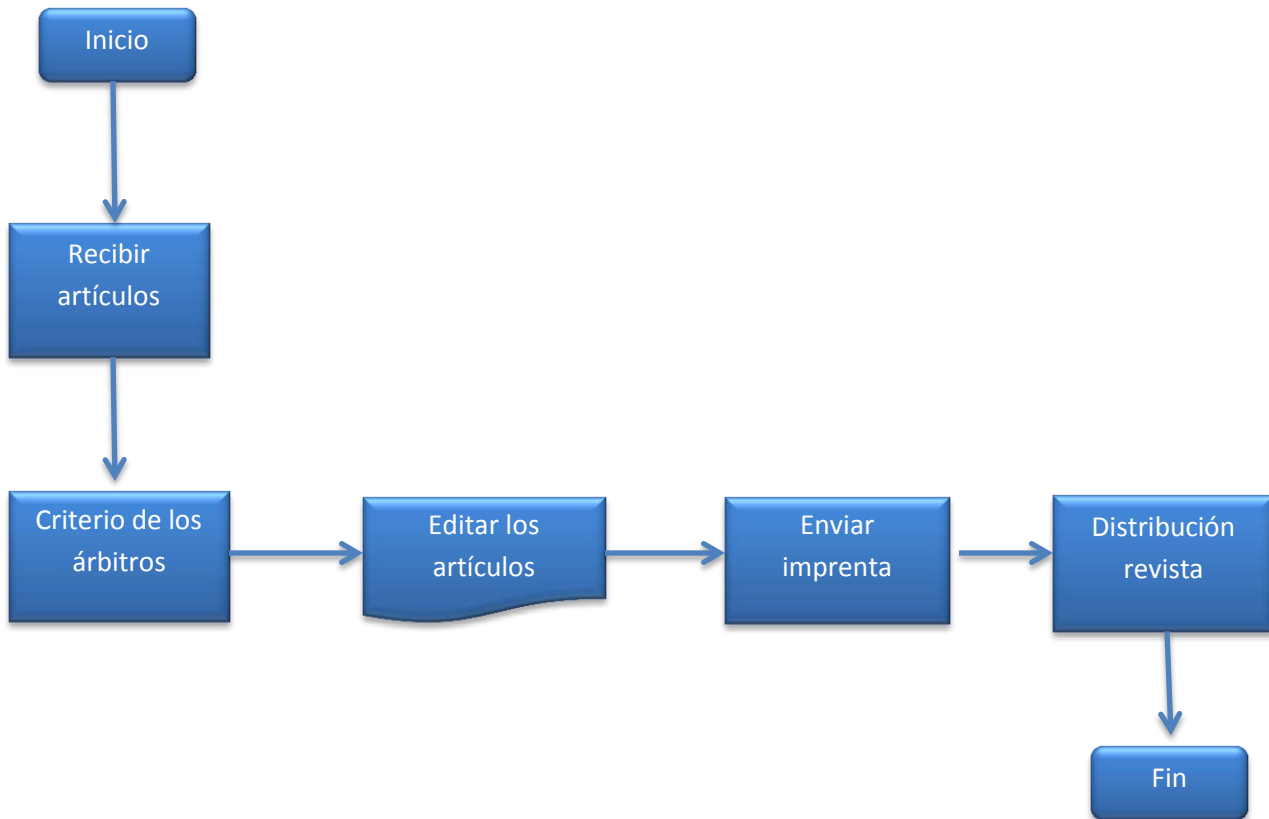 Inicio
Recibir
artículos
Criterio de los
árbitros
Editar los
artículos
Enviar
imprenta
Distribución
revista
Fin